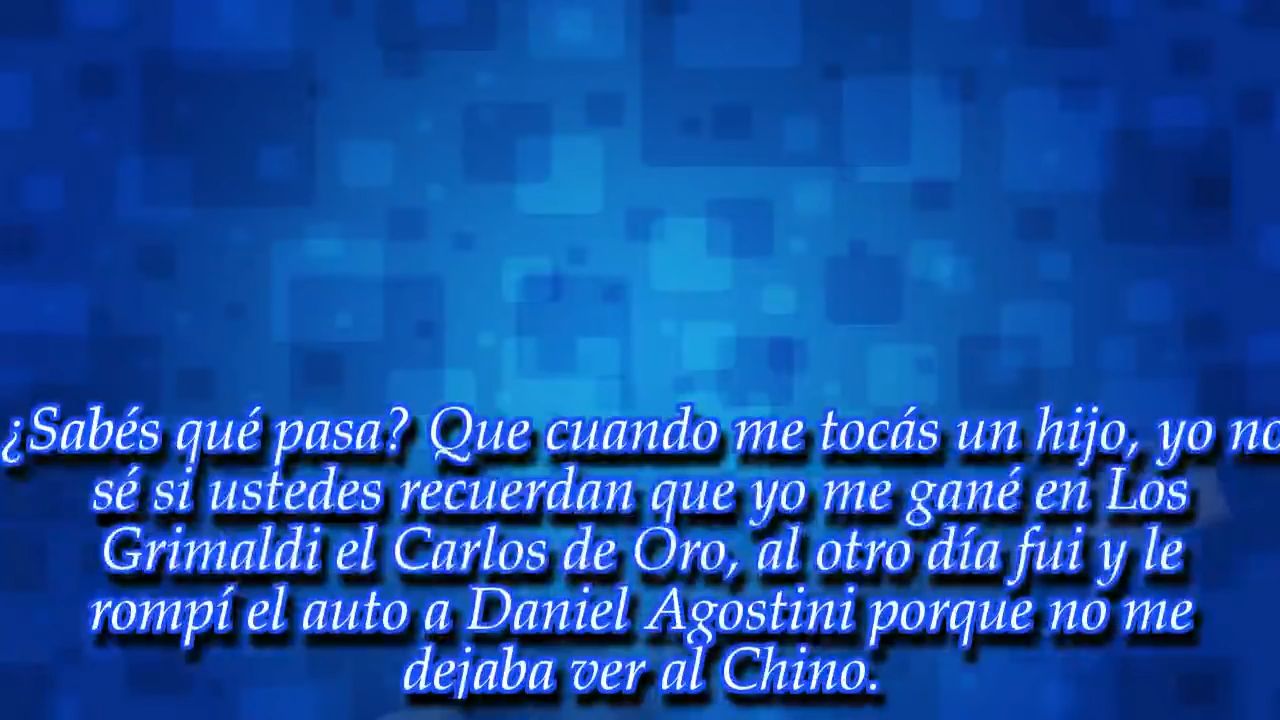 ¿Sabés qué pasa? Que cuando me tocás un hijo, yo no
sé si ustedes recuerdan que yo me gané en Los
Grimaldi el Carlos de Oro, al otro día fui y le
rompí el auto a Daniel Agostini porque no me
dejaba ver al Chino.